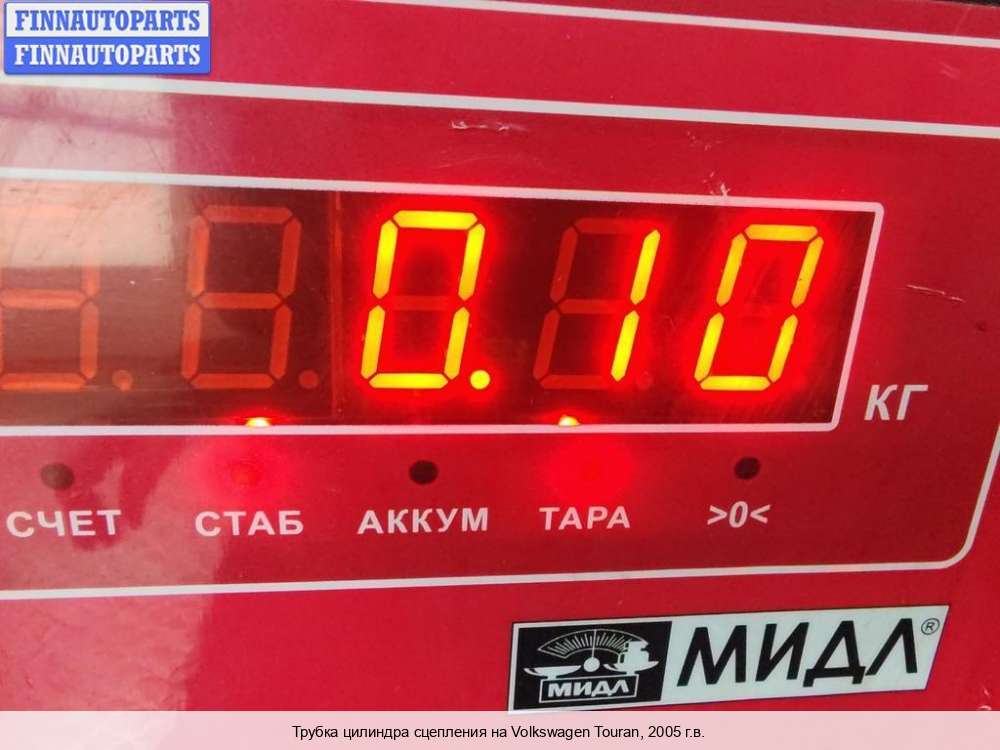 FINNAUTOPARTS
FINNAUTOPARTS
0.10
КГ
СЧЕТ СТАБ АККУМ ТАРА >0<
МИДЛ МИДЛ®
Трубка цилиндра сцепления на Volkswagen Touran, 2005 г.в.